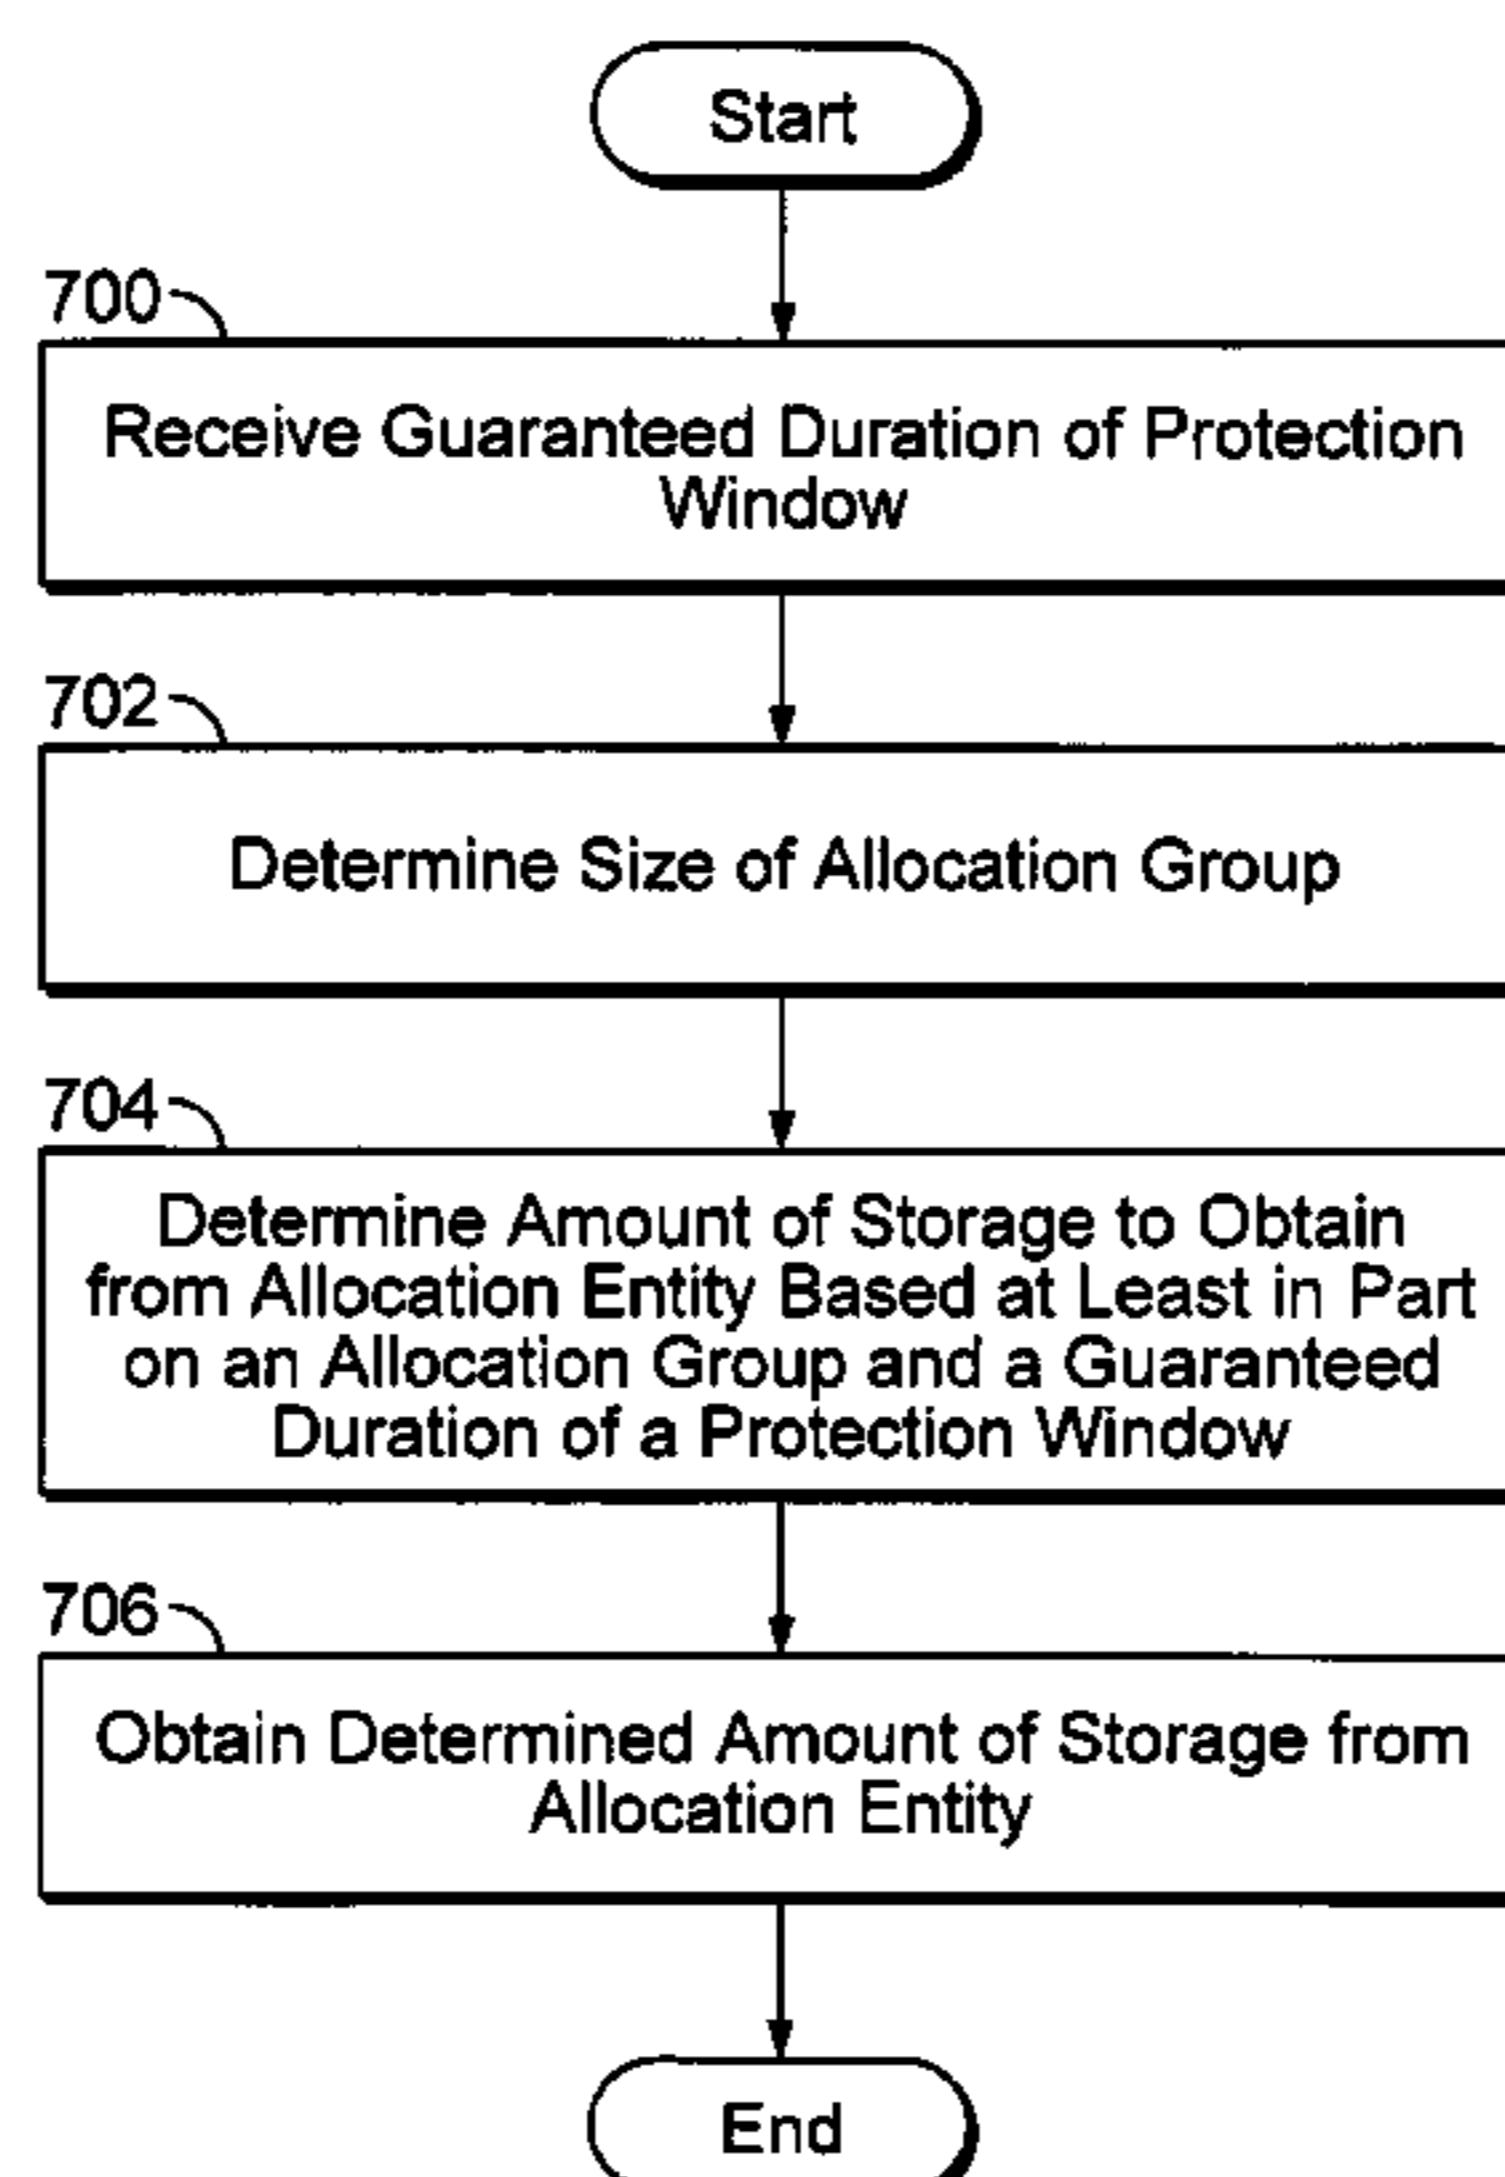 Start
700
Receive Guaranteed Duration of Protection
Window
702
Determine Size of Allocation Group
704
Determine Amount of Storage to Obtain
from Allocation Entity Based at Least in Part
on an Allocation Group and a Guaranteed
Duration of a Protection Window
706
Obtain Determined Amount of Storage from
Allocation Entity
End